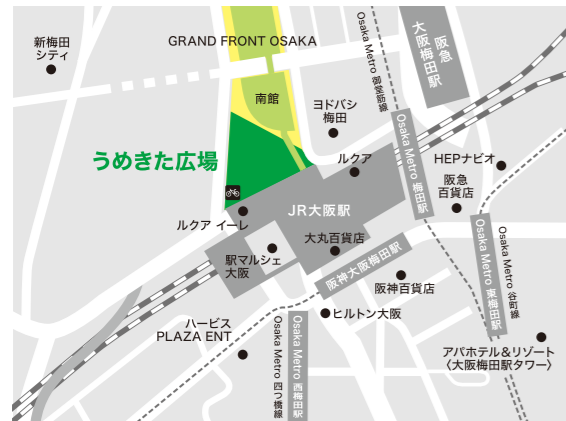 新梅田
シティ
GRAND FRONT OSAKA
南館
ヨドバシ
梅田
Osaka Metro 御堂筋線
阪急
大阪梅田駅
うめきた広場
ルクア
Osaka Metro 梅田駅
HEPナビオ
阪急
百貨店
ルクア イーレ
JR大阪駅
大丸百貨店
駅マルシェ
大阪
阪神大阪梅田駅
阪神百貨店
Osaka Metro 東梅田駅
Osaka Metro 谷町線
ハービス
PLAZA ENT
Osaka Metro 四つ橋線
Osaka Metro 西梅田駅
ヒルトン大阪
アパホテル&リゾート
〈大阪梅田駅タワー〉